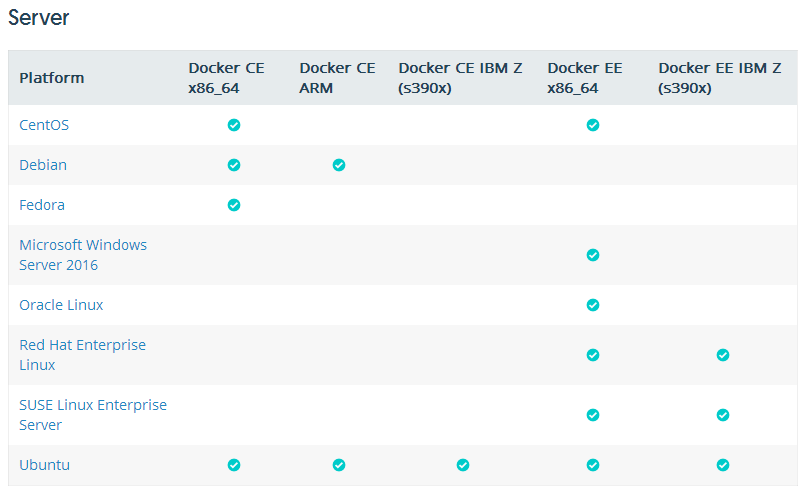 Server
Platform
Docker CE
x86_64
Docker CE
ARM
Docker CE IBM Z
(s390x)
Docker EE
x86_64
Docker EE IBM Z
(s390x)
CentOS
Debian
Fedora
Microsoft Windows
Server 2016
Oracle Linux
Red Hat Enterprise
Linux
SUSE Linux Enterprise
Server
Ubuntu